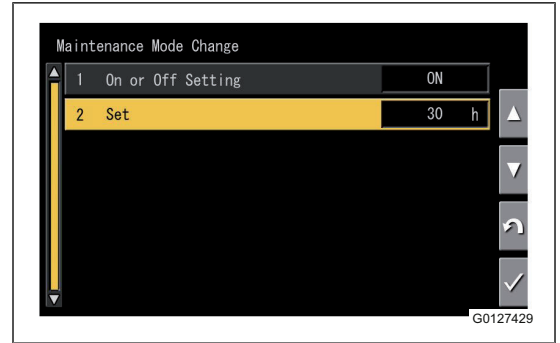 Maintenance Mode Change
1 On or Off Setting ON
2 Set 30 h
G0127429